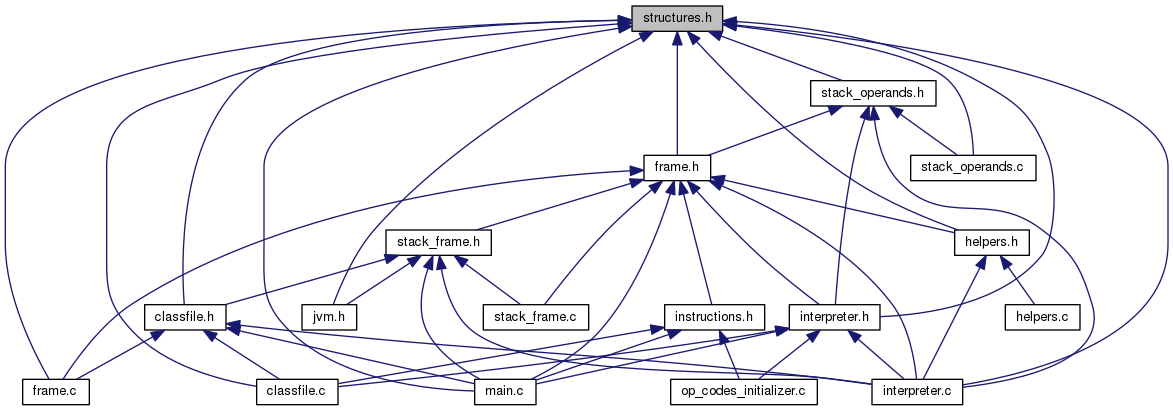 structures.h
stack_operands.h
frame.h
stack_operands.c
stack_frame.h
helpers.h
classfile.h
jvm.h
stack_frame.c
instructions.h
interpreter.h
helpers.c
frame.c
classfile.c
main.c
op_codes_initializer.c
interpreter.c